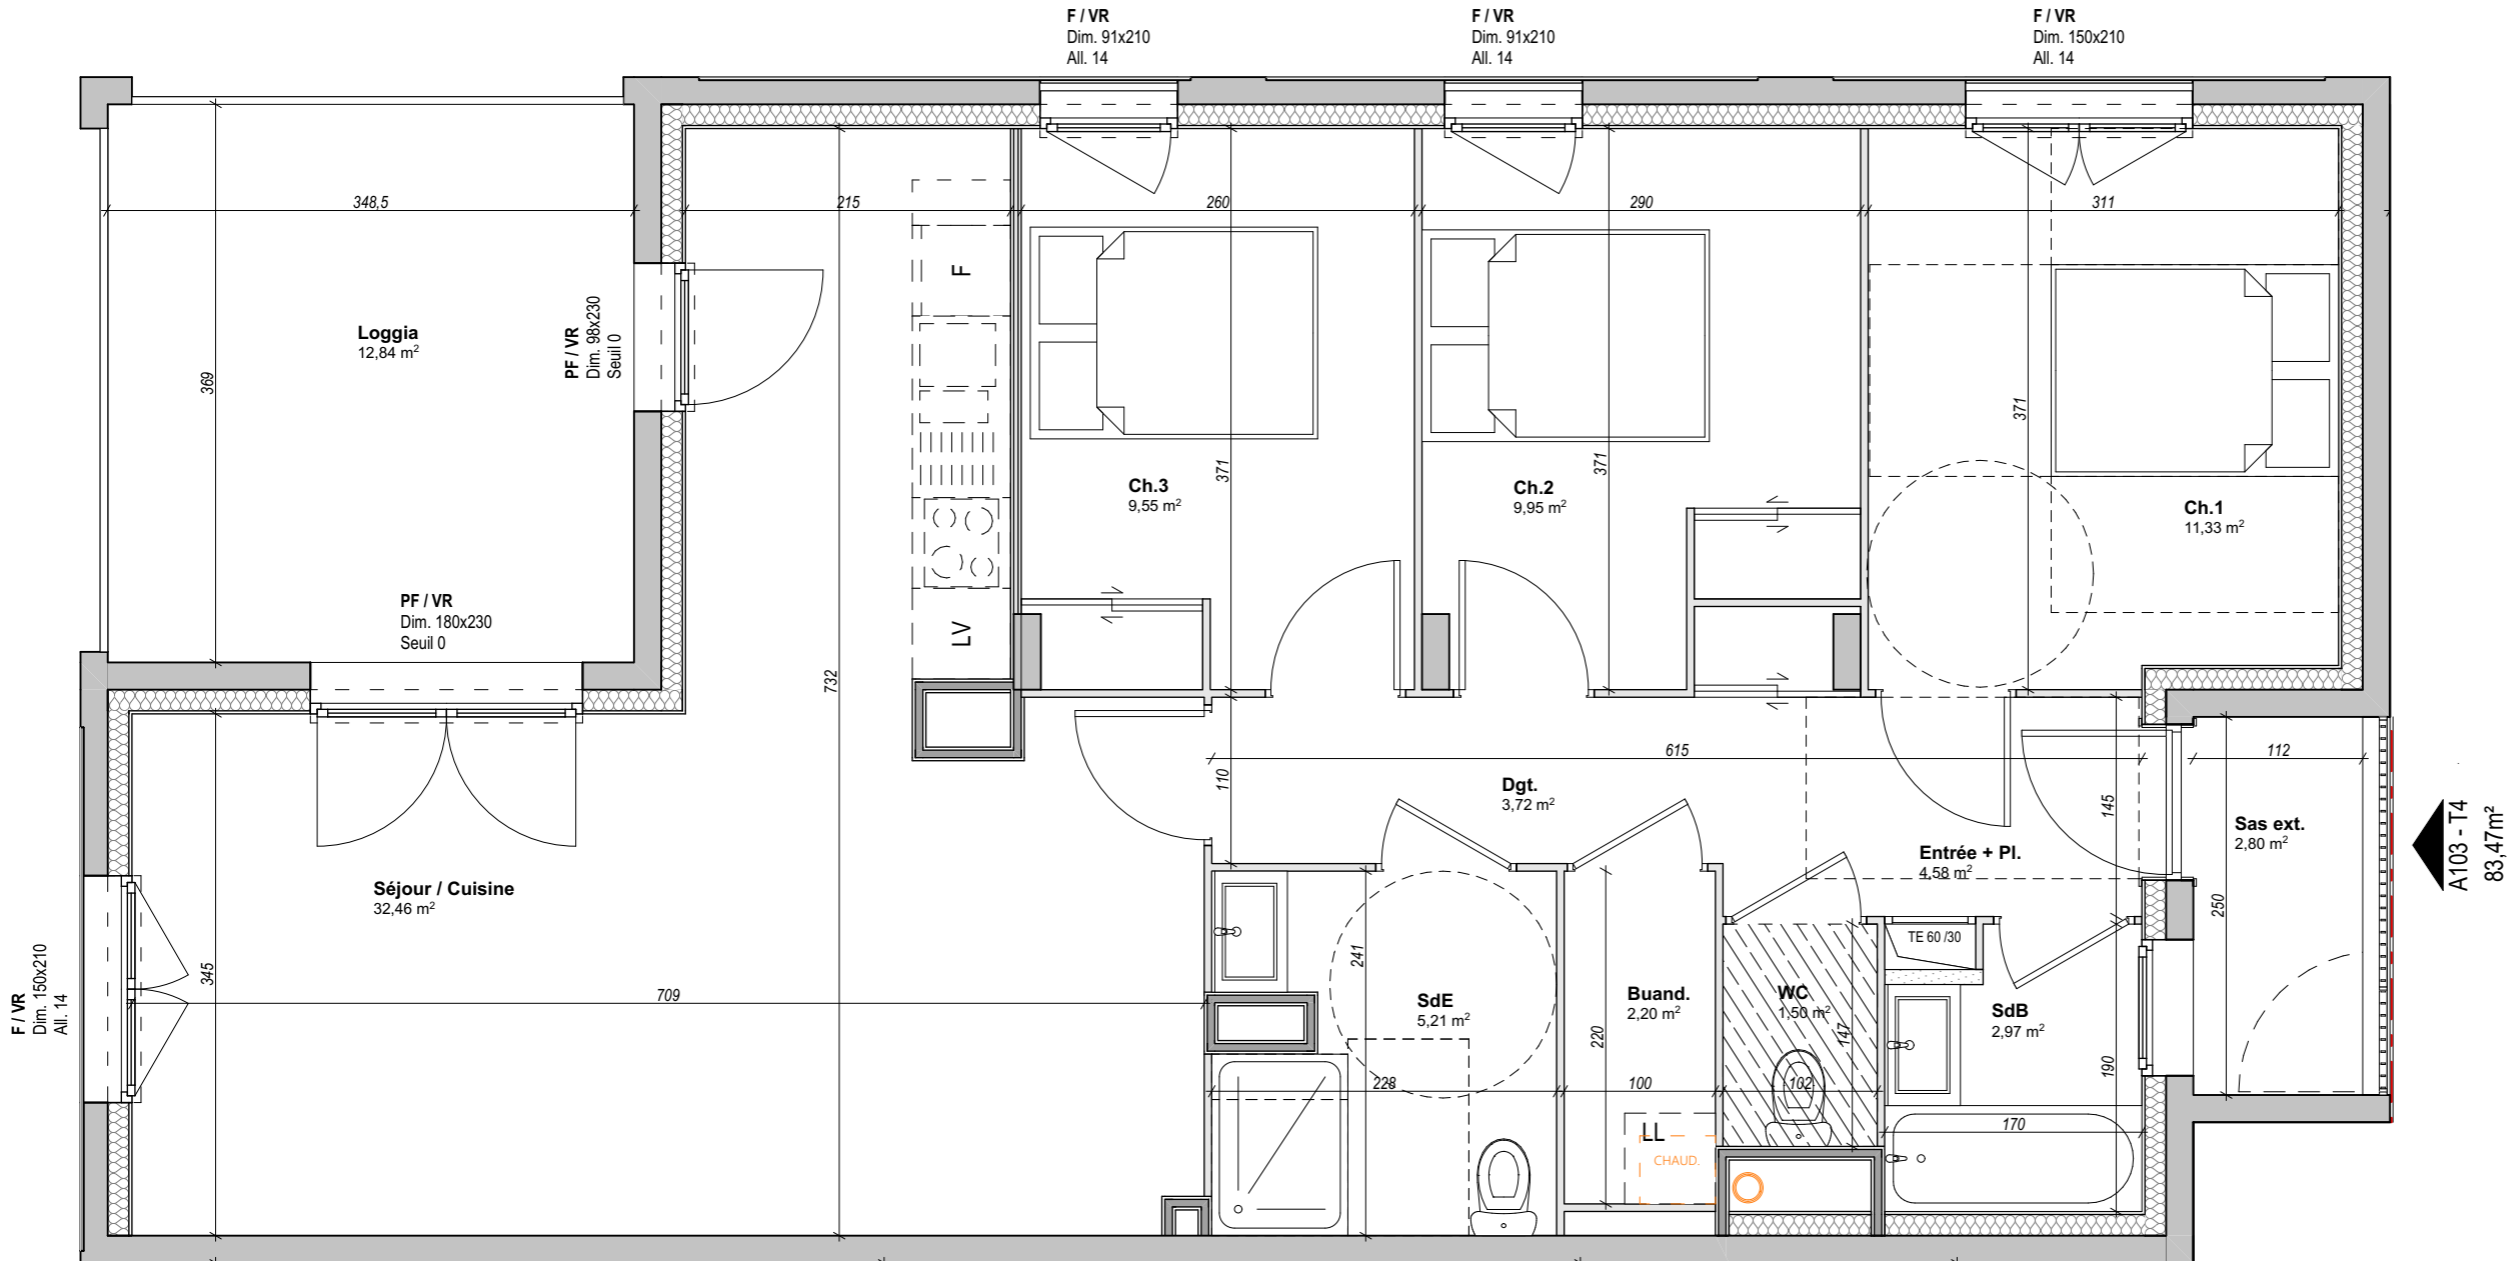 F / VR
Dim. 91x210
All. 14
F / VR
Dim. 91x210
All. 14
F / VR
Dim. 150x210
All. 14
348,5
215
260
290
311
369
Loggia
12,84 m²
PF / VR
Dim. 98x230
Seuil 0
F
371
371
371
Ch.3
9,55 m²
Ch.2
9,95 m²
Ch.1
11,33 m²
PF / VR
Dim. 180x230
Seuil 0
LV
732
615
112
110
145
Dgt.
3,72 m²
Sas ext.
2,80 m²
A103 - T4
83,47m²
Entrée + Pl.
4,58 m²
Séjour / Cuisine
32,46 m²
250
F / VR
Dim. 150x210
All. 14
345
709
241
TE 60 /30
SdE
5,21 m²
Buand.
2,20 m²
WC
1,50 m²
SdB
2,97 m²
220
147
190
228
100
102
170
LL
CHAUD.